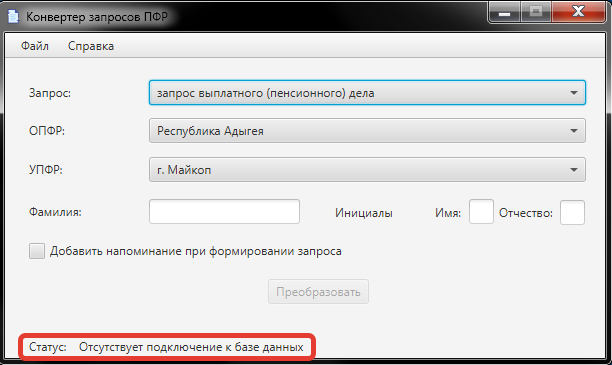 Конвертер запросов ПФР
Файл Справка
Запрос: запрос выплатного (пенсионного) дела
ОПФР: Республика Адыгея
УПФР: г. Майкоп
Фамилия: Инициалы Имя: Отчество:
Добавить напоминание при формировании запроса
Преобразовать
Статус: Отсутствует подключение к базе данных